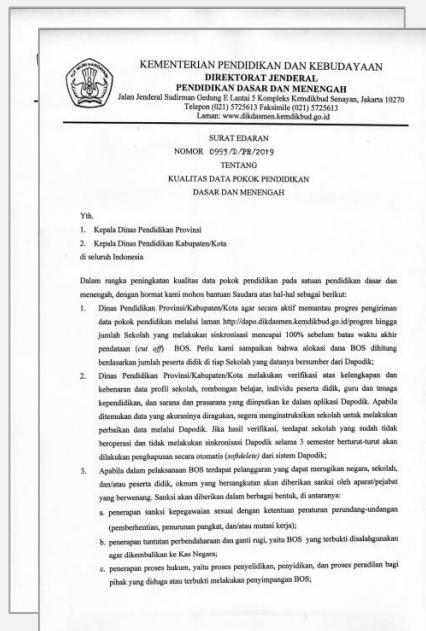 KEMENTERIAN PENDIDIKAN DAN KEBUDAYAAN
DIREKTORAT JENDERAL
PENDIDIKAN DASAR DAN MENENGAH
Jalan Jenderal Sudirman Gedung E Lantai 5 Kompleks Kemdikbud Senayan, Jakarta 10270
Telepon (021) 5725613 Faksimile (021) 5725613
Laman: www.dikdasmen.kemdikbud.go.id
SURAT EDARAN
NOMOR 0993/D/PR/2019
TENTANG
KUALITAS DATA POKOK PENDIDIKAN
DASAR DAN MENENGAH
Yth.
1. Kepala Dinas Pendidikan Provinsi
2. Kepala Dinas Pendidikan Kabupaten/Kota
di seluruh Indonesia
Dalam rangka peningkatan kualitas data pokok pendidikan pada satuan pendidikan dasar dan
menengah, dengan hormat kami mohon bantuan Saudara atas hal-hal sebagai berikut:
1. Dinas Pendidikan Provinsi/Kabupaten/Kota agar secara aktif memantau progres pengiriman
data pokok pendidikan melalui laman http://dapo.dikdasmen.kemdikbud.go.id/progres hingga
jumlah Sekolah yang melakukan sinkronisasi mencapai 100% sebelum batas waktu akhir
pendataan (cut off) BOS. Perlu kami sampaikan bahwa alokasi dana BOS dihitung
berdasarkan jumlah peserta didik di tiap Sekolah yang datanya bersumber dari Dapodik;
2. Dinas Pendidikan Provinsi/Kabupaten/Kota melakukan verifikasi atas kelengkapan dan
kebenaran data profil sekolah, rombongan belajar, individu peserta didik, guru dan tenaga
kependidikan, dan sarana dan prasarana yang diinputkan ke dalam aplikasi Dapodik. Apabila
ditemukan data yang akurasinya diragukan, segera menginstruksikan sekolah untuk melakukan
perbaikan data melalui Dapodik. Jika hasil verifikasi, terdapat sekolah yang sudah tidak
beroperasi dan tidak melakukan sinkronisasi Dapodik selama 3 semester berturut-turut akan
dilakukan penghapusan secara otomatis (softdelete) dari sistem Dapodik;
3. Apabila dalam pelaksanaan BOS terdapat pelanggaran yang dapat merugikan negara, sekolah,
dan/atau peserta didik, oknum yang bersangkutan akan diberikan sanksi oleh aparat/pejabat
yang berwenang. Sanksi akan diberikan dalam berbagai bentuk, di antaranya:
a. penerapan sanksi kepegawaian sesuai dengan ketentuan peraturan perundang-undangan
(pemberhentian, penurunan pangkat, dan/atau mutasi kerja);
b. penerapan tuntutan perbendaharaan dan ganti rugi, yaitu BOS yang terbukti disalahgunakan
agar dikembalikan ke Kas Negara;
c. penerapan proses hukum, yaitu proses penyelidikan, penyidikan, dan proses peradilan bagi
pihak yang diduga atau terbukti melakukan penyimpangan BOS;